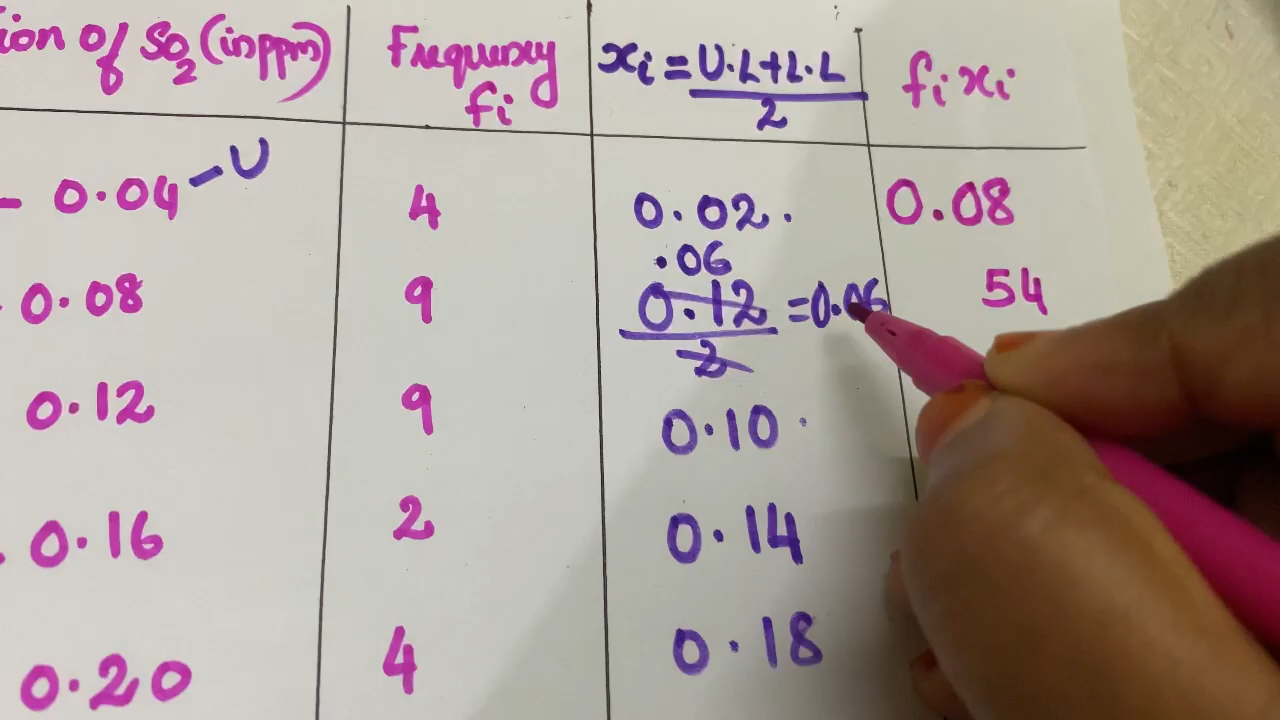 ion of SO2 (in ppm) Frequency fi xi = U.L+L.L / 2 fi xi
- 0.04 - U 4 0.02 . 0.08
- 0.08 9 .06 0.12 / 2 = 0.06 54
0.12 9 0.10 .
0.16 2 0.14
0.20 4 0.18